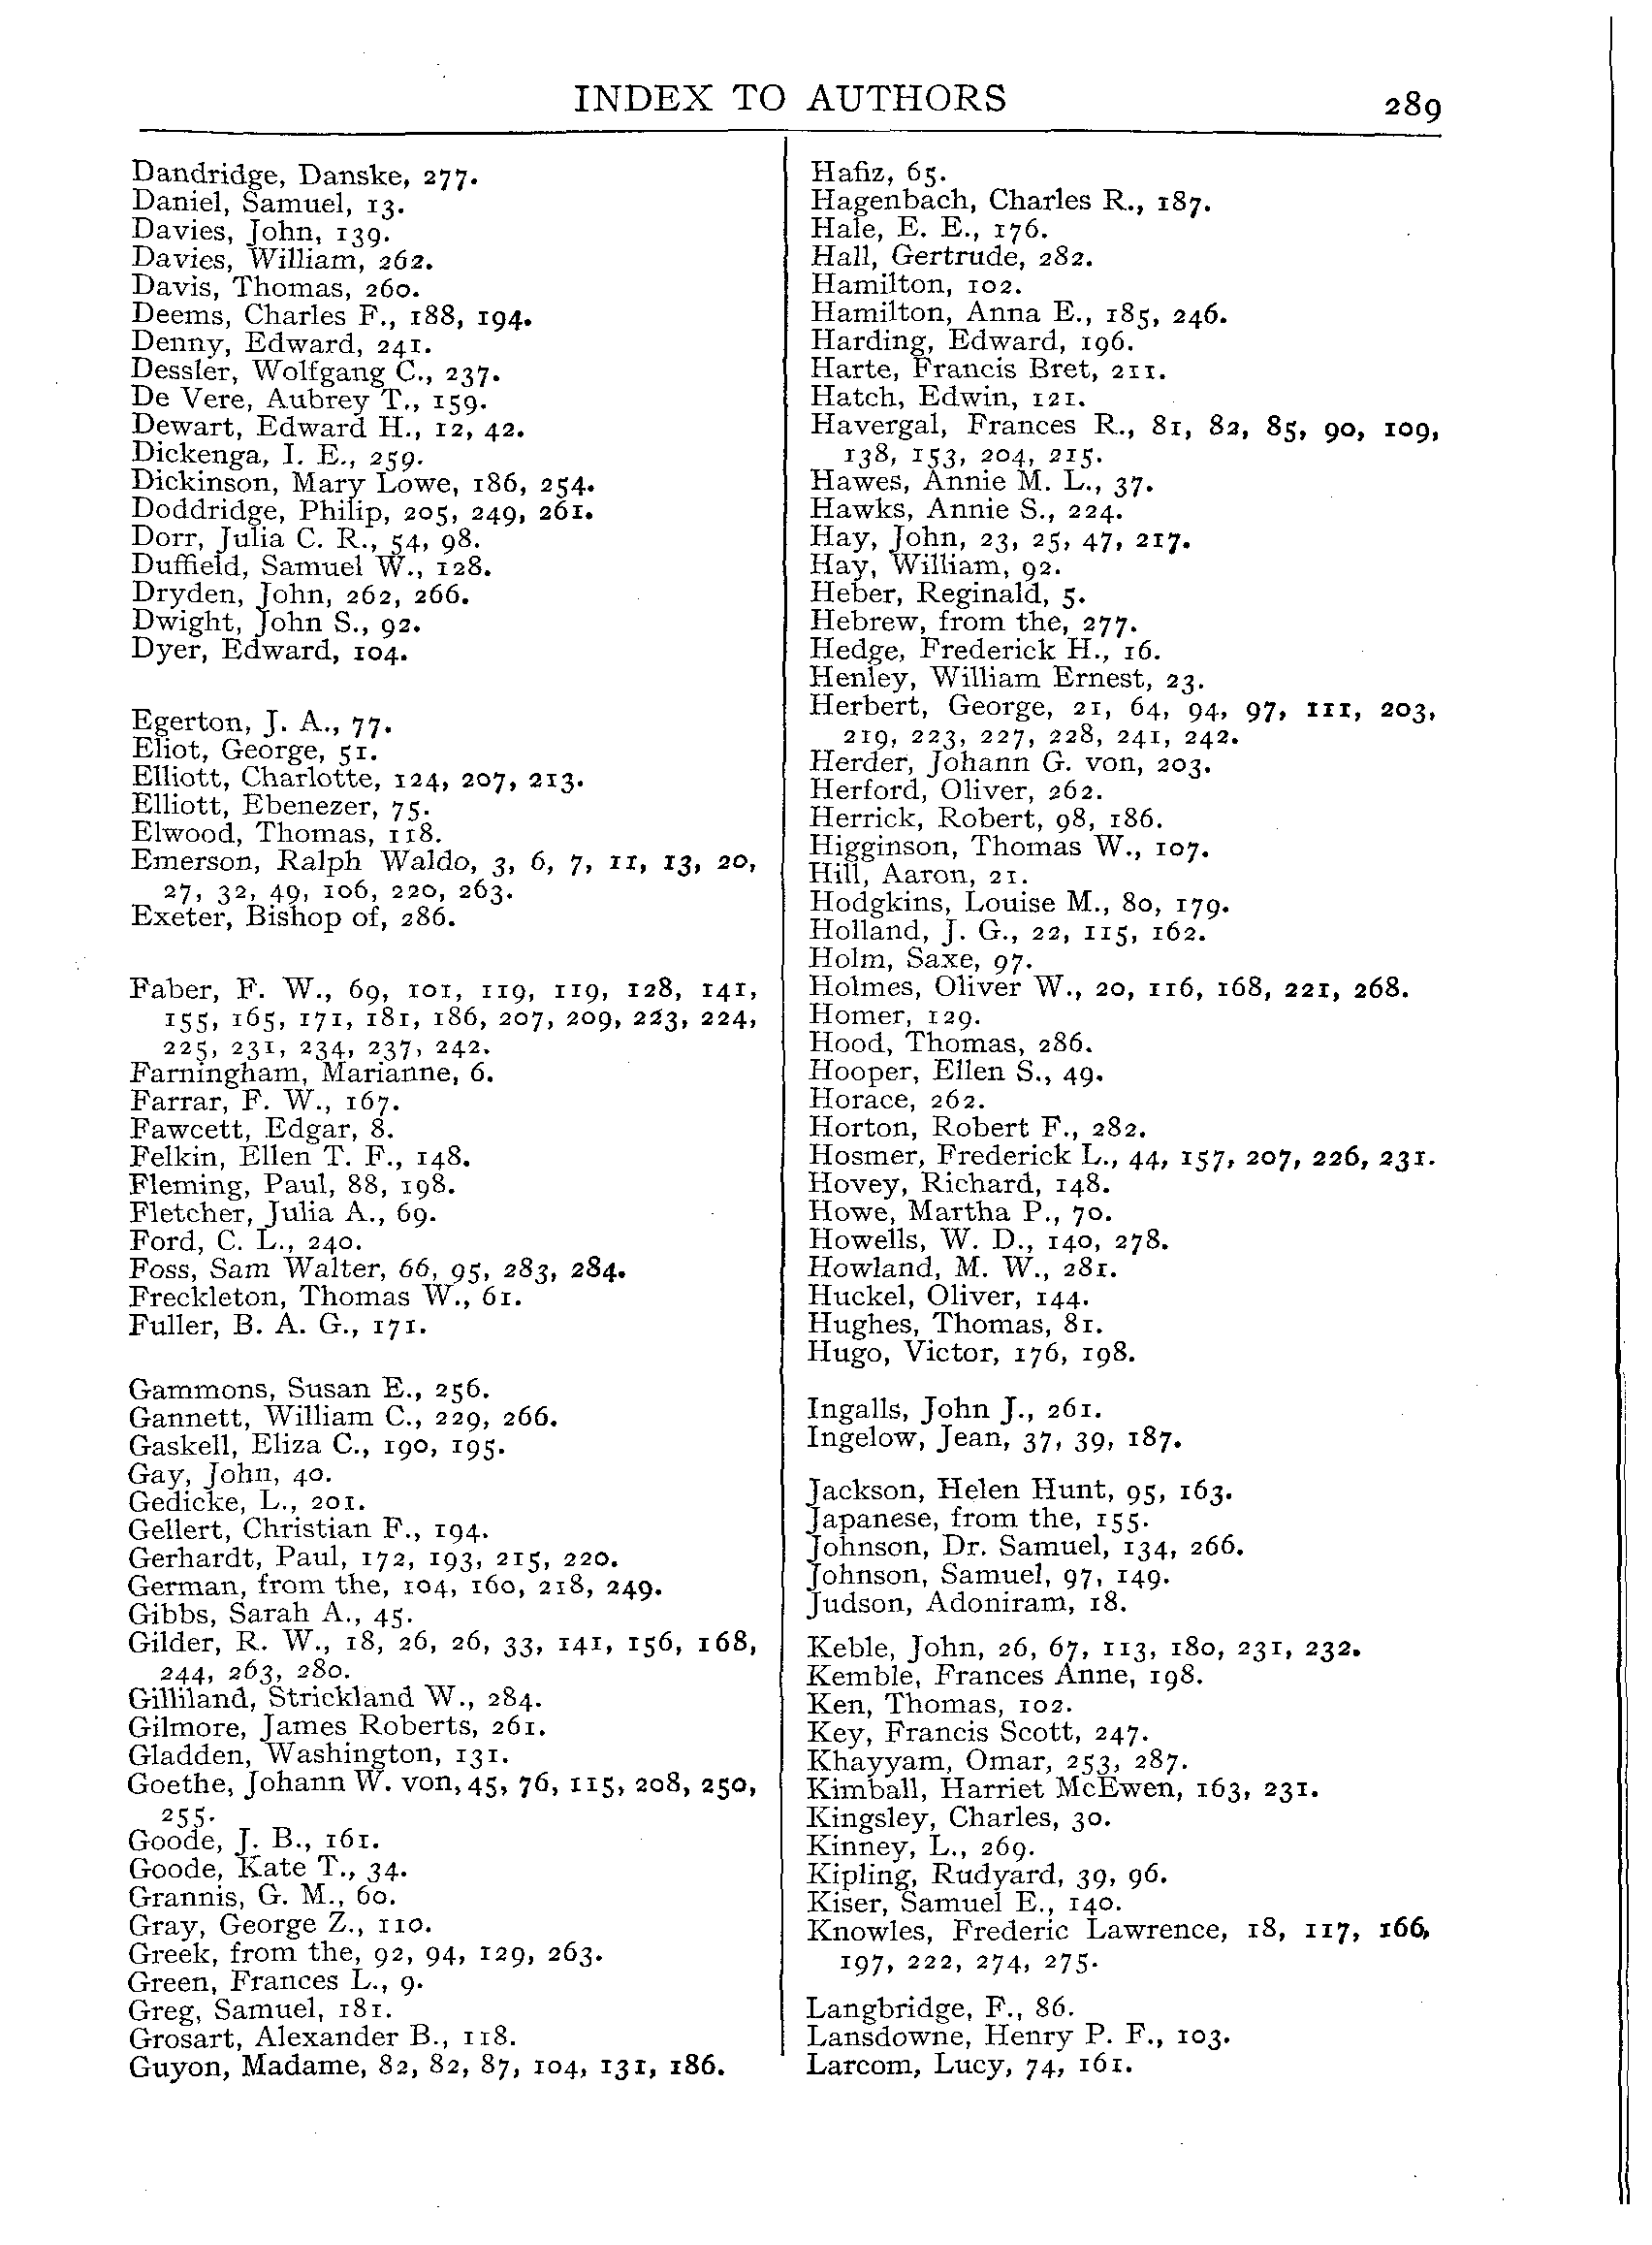 INDEX TO AUTHORS 289
Dandridge, Danske, 277.
Daniel, Samuel, 13.
Davies, John, 139.
Davies, William, 262.
Davis, Thomas, 260.
Deems, Charles F., 188, 194.
Denny, Edward, 241.
Dessler, Wolfgang C., 237.
De Vere, Aubrey T., 159.
Dewart, Edward H., 12, 42.
Dickenga, I. E., 259.
Dickinson, Mary Lowe, 186, 254.
Doddridge, Philip, 205, 249, 261.
Dorr, Julia C. R., 54, 98.
Duffield, Samuel W., 128.
Dryden, John, 262, 266.
Dwight, John S., 92.
Dyer, Edward, 104.
Egerton, J. A., 77.
Eliot, George, 51.
Elliott, Charlotte, 124, 207, 213.
Elliott, Ebenezer, 75.
Elwood, Thomas, 118.
Emerson, Ralph Waldo, 3, 6, 7, 11, 13, 20,
27, 32, 49, 106, 220, 263.
Exeter, Bishop of, 286.
Faber, F. W., 69, 101, 119, 119, 128, 141,
155, 165, 171, 181, 186, 207, 209, 223, 224,
225, 231, 234, 237, 242.
Farningham, Marianne, 6.
Farrar, F. W., 167.
Fawcett, Edgar, 8.
Felkin, Ellen T. F., 148.
Fleming, Paul, 88, 198.
Fletcher, Julia A., 69.
Ford, C. L., 240.
Foss, Sam Walter, 66, 95, 283, 284.
Freckleton, Thomas W., 61.
Fuller, B. A. G., 171.
Gammons, Susan E., 256.
Gannett, William C., 229, 266.
Gaskell, Eliza C., 190, 195.
Gay, John, 40.
Gedicke, L., 201.
Gellert, Christian F., 194.
Gerhardt, Paul, 172, 193, 215, 220.
German, from the, 104, 160, 218, 249.
Gibbs, Sarah A., 45.
Gilder, R. W., 18, 26, 26, 33, 141, 156, 168,
244, 263, 280.
Gilliland, Strickland W., 284.
Gilmore, James Roberts, 261.
Gladden, Washington, 131.
Goethe, Johann W. von, 45, 76, 115, 208, 250,
255.
Goode, J. B., 161.
Goode, Kate T., 34.
Grannis, G. M., 60.
Gray, George Z., 110.
Greek, from the, 92, 94, 129, 263.
Green, Frances L., 9.
Greg, Samuel, 181.
Grosart, Alexander B., 118.
Guyon, Madame, 82, 82, 87, 104, 131, 186.
Hafiz, 65.
Hagenbach, Charles R., 187.
Hale, E. E., 176.
Hall, Gertrude, 282.
Hamilton, 102.
Hamilton, Anna E., 185, 246.
Harding, Edward, 196.
Harte, Francis Bret, 211.
Hatch, Edwin, 121.
Havergal, Frances R., 81, 82, 85, 90, 109,
138, 153, 204, 215.
Hawes, Annie M. L., 37.
Hawks, Annie S., 224.
Hay, John, 23, 25, 47, 217.
Hay, William, 92.
Heber, Reginald, 5.
Hebrew, from the, 277.
Hedge, Frederick H., 16.
Henley, William Ernest, 23.
Herbert, George, 21, 64, 94, 97, 111, 203,
219, 223, 227, 228, 241, 242.
Herder, Johann G. von, 203.
Herford, Oliver, 262.
Herrick, Robert, 98, 186.
Higginson, Thomas W., 107.
Hill, Aaron, 21.
Hodgkins, Louise M., 80, 179.
Holland, J. G., 22, 115, 162.
Holm, Saxe, 97.
Holmes, Oliver W., 20, 116, 168, 221, 268.
Homer, 129.
Hood, Thomas, 286.
Hooper, Ellen S., 49.
Horace, 262.
Horton, Robert F., 282.
Hosmer, Frederick L., 44, 157, 207, 226, 231.
Hovey, Richard, 148.
Howe, Martha P., 70.
Howells, W. D., 140, 278.
Howland, M. W., 281.
Huckel, Oliver, 144.
Hughes, Thomas, 81.
Hugo, Victor, 176, 198.
Ingalls, John J., 261.
Ingelow, Jean, 37, 39, 187.
Jackson, Helen Hunt, 95, 163.
Japanese, from the, 155.
Johnson, Dr. Samuel, 134, 266.
Johnson, Samuel, 97, 149.
Judson, Adoniram, 18.
Keble, John, 26, 67, 113, 180, 231, 232.
Kemble, Frances Anne, 198.
Ken, Thomas, 102.
Key, Francis Scott, 247.
Khayyam, Omar, 253, 287.
Kimball, Harriet McEwen, 163, 231.
Kingsley, Charles, 30.
Kinney, L., 269.
Kipling, Rudyard, 39, 96.
Kiser, Samuel E., 140.
Knowles, Frederic Lawrence, 18, 117, 166,
197, 222, 274, 275.
Langbridge, F., 86.
Lansdowne, Henry P. F., 103.
Larcom, Lucy, 74, 161.